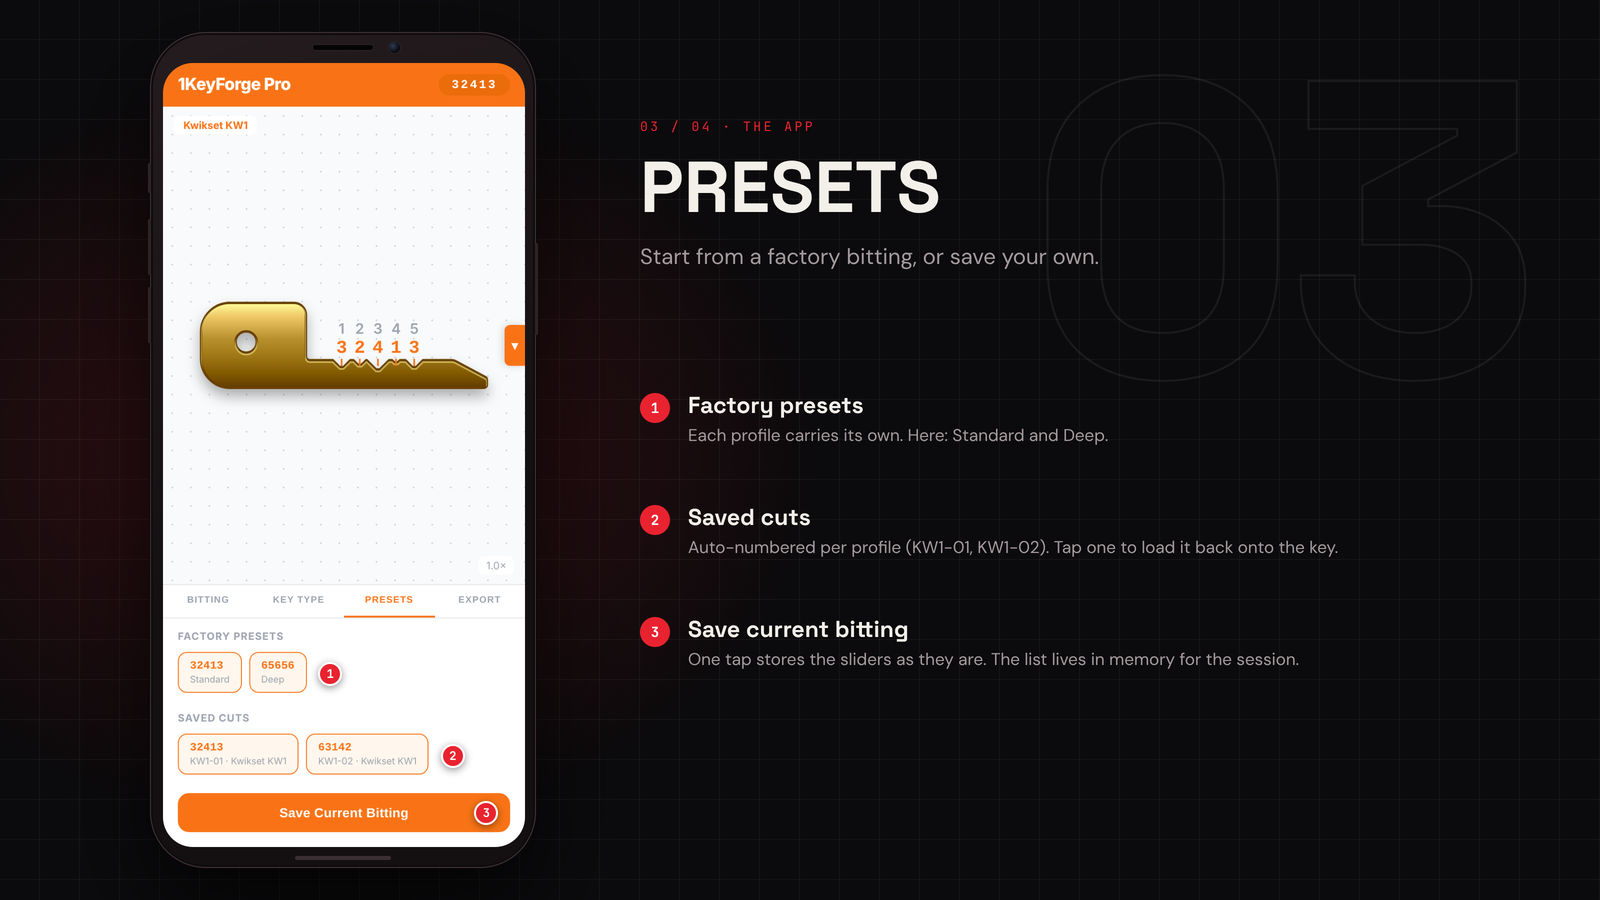 1KeyForge Pro
32413
Kwikset KW1
1 2 3 4 5
3 2 4 1 3
▼
1.0×
BITTING KEY TYPE PRESETS EXPORT
FACTORY PRESETS
32413
Standard
65656
Deep
1
SAVED CUTS
32413
KW1-01 · Kwikset KW1
63142
KW1-02 · Kwikset KW1
2
Save Current Bitting
3
03
03 / 04 · THE APP
PRESETS
Start from a factory bitting, or save your own.
1
Factory presets
Each profile carries its own. Here: Standard and Deep.
2
Saved cuts
Auto-numbered per profile (KW1-01, KW1-02). Tap one to load it back onto the key.
3
Save current bitting
One tap stores the sliders as they are. The list lives in memory for the session.